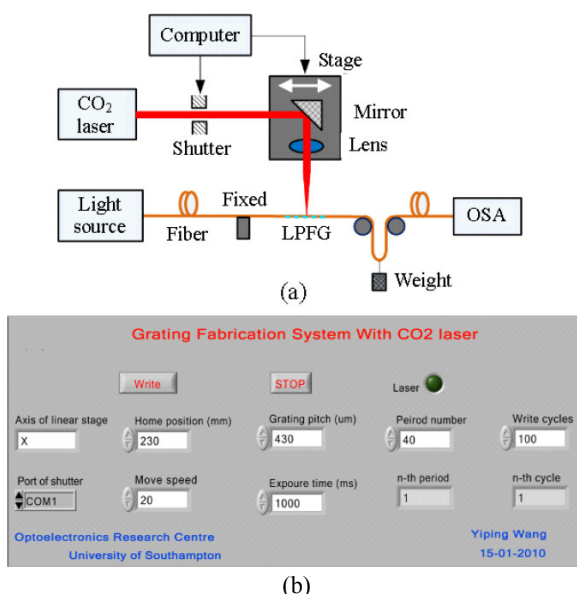 Computer
Stage
CO2 laser
Shutter
Mirror
Lens
Light source
Fiber
Fixed
LPFG
OSA
Weight
(a)
Grating Fabrication System With CO2 laser
Write
STOP
Laser
Axis of linear stage
Home position (mm)
Grating pitch (um)
Peirod number
Write cycles
X
230
430
40
100
Port of shutter
Move speed
Expoure time (ms)
n-th period
n-th cycle
COM1
20
1000
1
1
Optoelectronics Research Centre
University of Southampton
Yiping Wang
15-01-2010
(b)